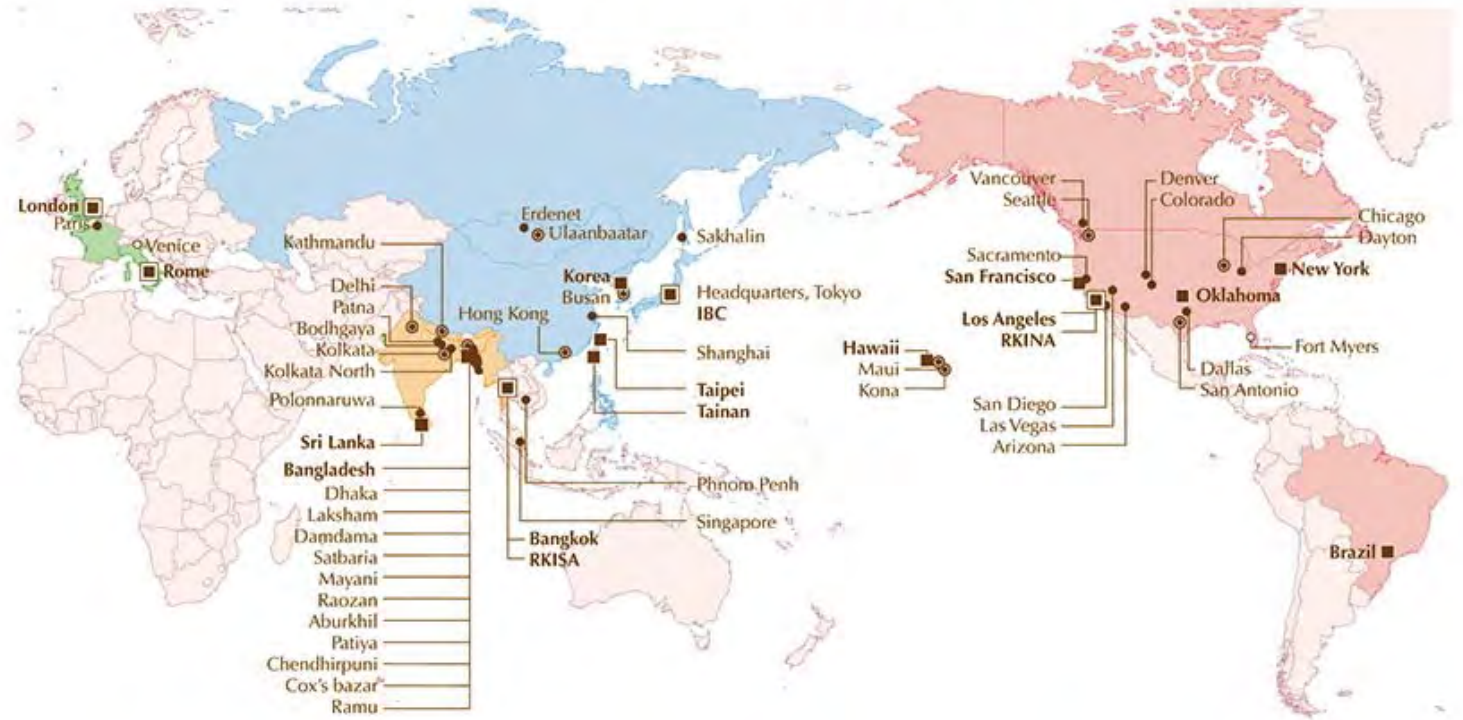 London
Paris
Venice
Rome
Kathmandu
Delhi
Patna
Bodhgaya
Kolkata
Kolkata North
Polonnaruwa
Sri Lanka
Bangladesh
Dhaka
Laksham
Damdama
Satbaria
Mayani
Raozan
Aburkhil
Patiya
Chendhirpuni
Cox's bazar
Ramu
Erdenet
Ulaanbaatar
Sakhalin
Korea
Busan
Hong Kong
Headquarters, Tokyo
IBC
Shanghai
Taipei
Tainan
Phnom Penh
Singapore
Bangkok
RKISA
Hawaii
Maui
Kona
Vancouver
Seattle
Sacramento
San Francisco
Los Angeles
RKINA
San Diego
Las Vegas
Arizona
Denver
Colorado
Chicago
Dayton
New York
Oklahoma
Fort Myers
Dallas
San Antonio
Brazil